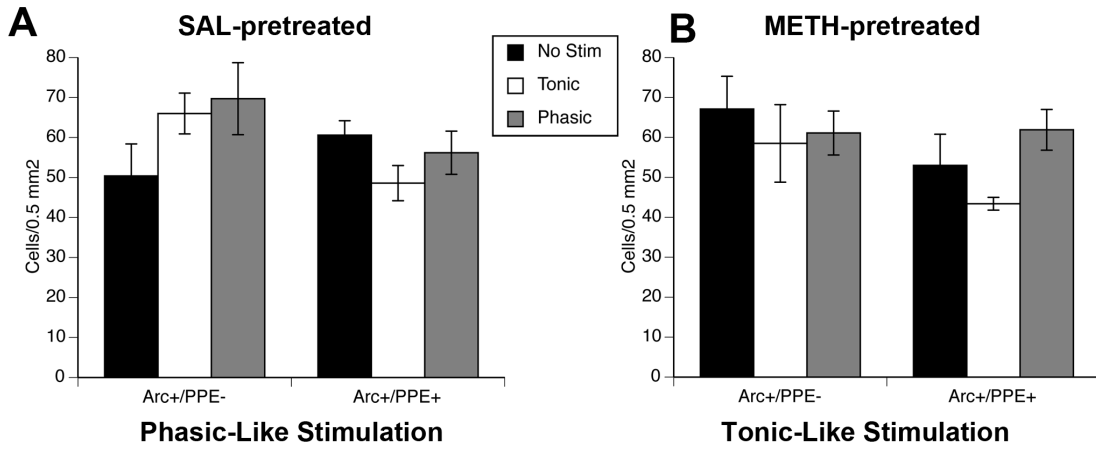 A
SAL-pretreated
80
70
60
50
40
30
20
10
0
Cells/0.5 mm2
Arc+/PPE-
Arc+/PPE+
Phasic-Like Stimulation
No Stim
Tonic
Phasic
B
METH-pretreated
80
70
60
50
40
30
20
10
0
Cells/0.5 mm2
Arc+/PPE-
Arc+/PPE+
Tonic-Like Stimulation